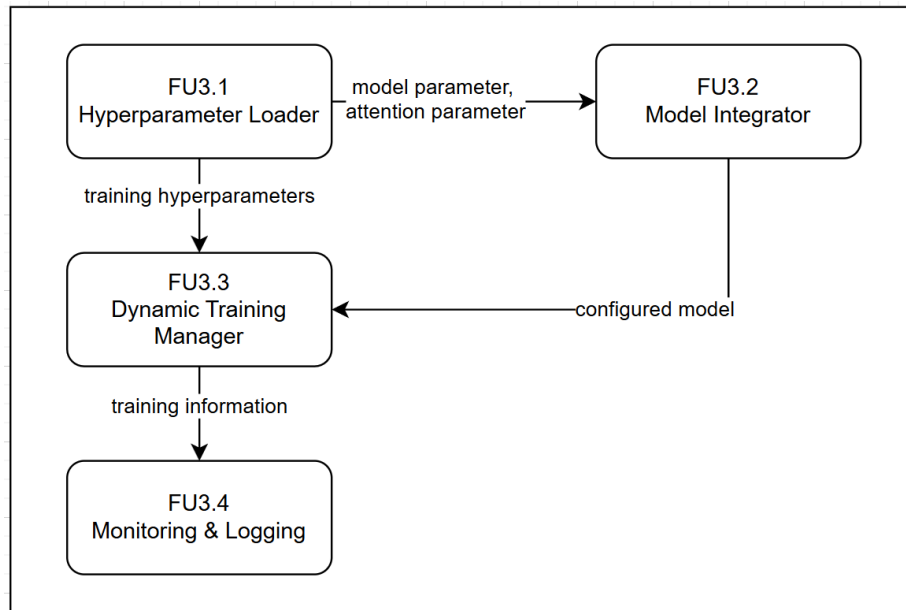 FU3.1
Hyperparameter Loader
model parameter,
attention parameter
FU3.2
Model Integrator
training hyperparameters
FU3.3
Dynamic Training
Manager
configured model
training information
FU3.4
Monitoring & Logging